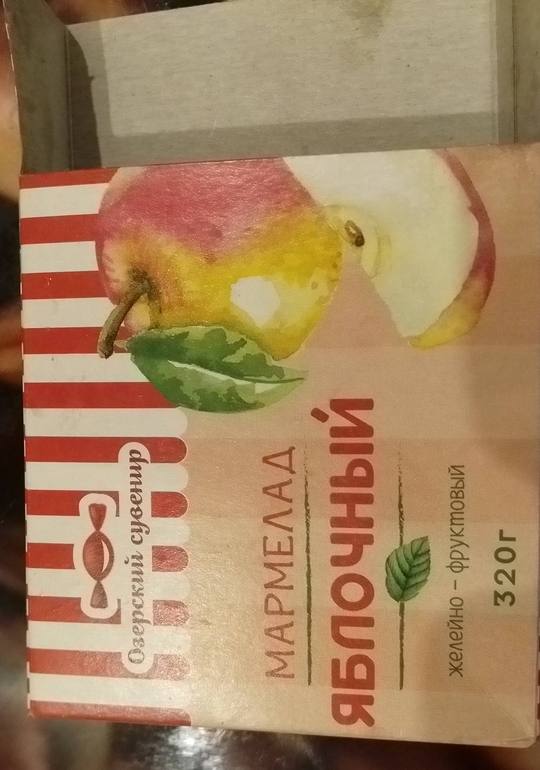 Озерский сувенир
МАРМЕЛАД
ЯБЛОЧНЫЙ
желейно – фруктовый
320г